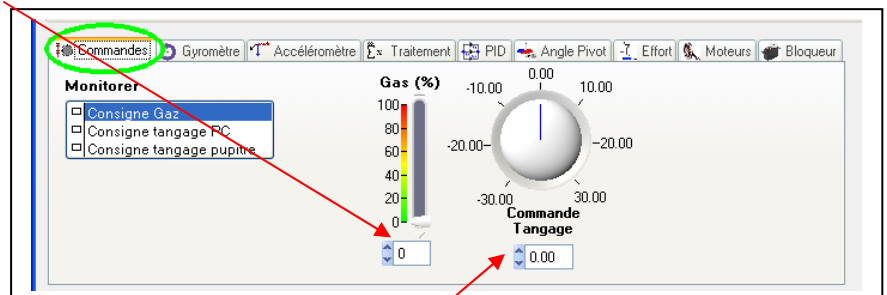 Commandes Gyromètre Accéléromètre Traitement PID Angle Pivot Effort Moteurs Bloqueur
Monitorer
Consigne Gaz
Consigne tangage PC
Consigne tangage pupitre
Gas (%)
100
80
60
40
20
0
0
0.00
-10.00 10.00
-20.00 20.00
-30.00 30.00
Commande
Tangage
0.00